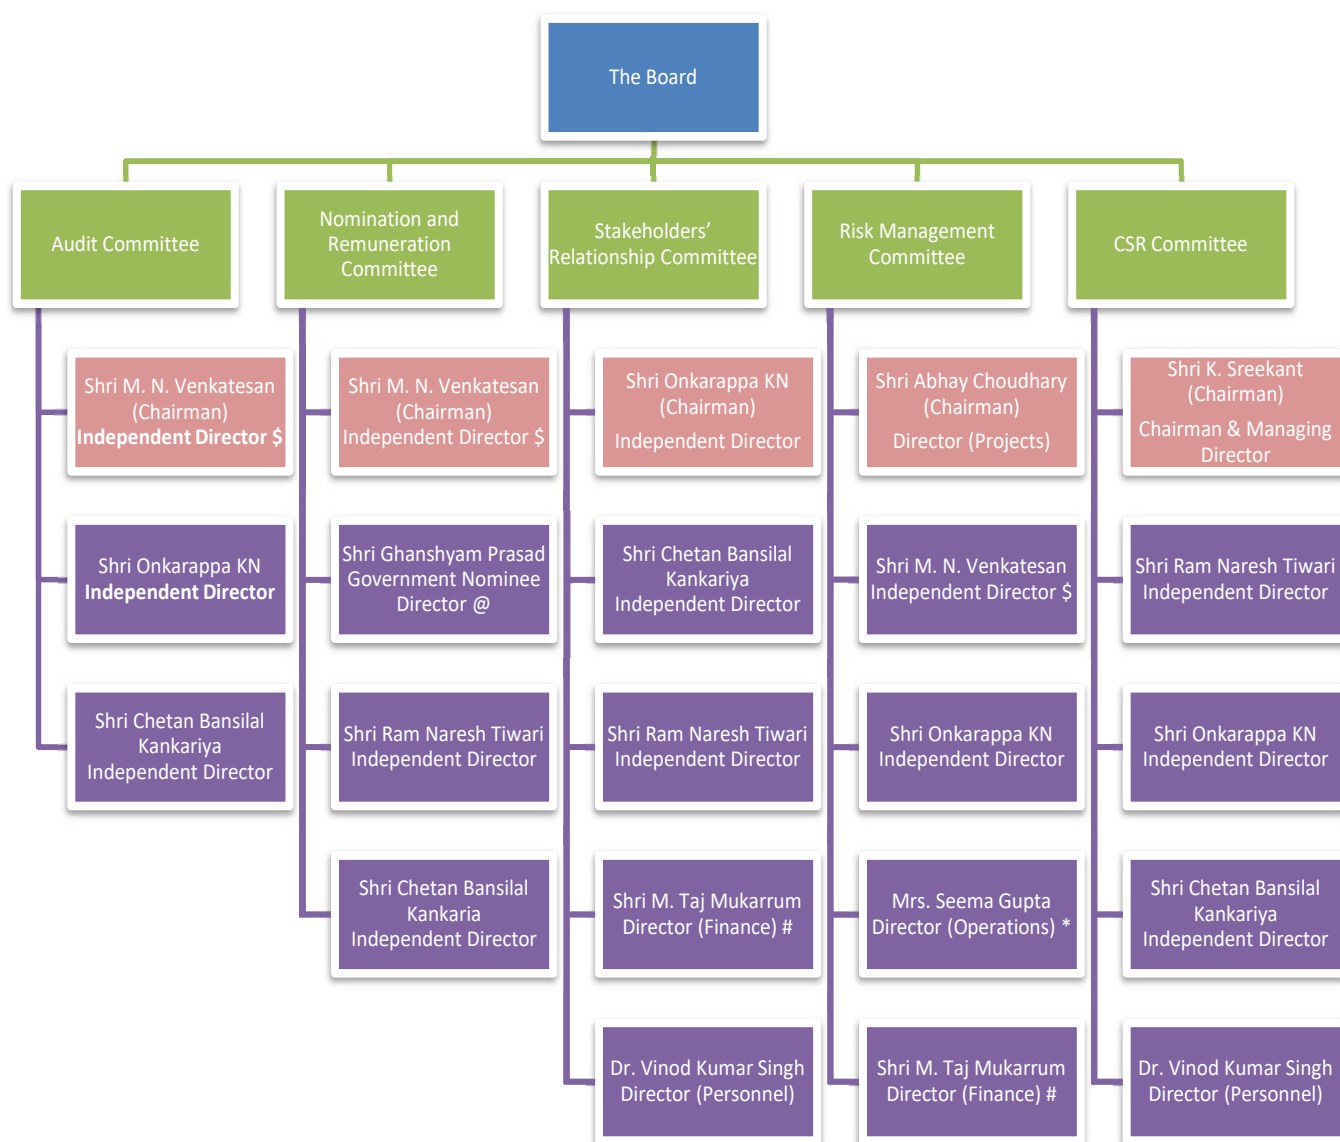 The Board
Audit Committee
Nomination and
Remuneration
Committee
Stakeholders’
Relationship Committee
Risk Management
Committee
CSR Committee
Shri M. N. Venkatesan
(Chairman)
Independent Director $
Shri Onkarappa KN
Independent Director
Shri Chetan Bansilal
Kankariya
Independent Director
Shri M. N. Venkatesan
(Chairman)
Independent Director $
Shri Ghanshyam Prasad
Government Nominee
Director @
Shri Ram Naresh Tiwari
Independent Director
Shri Chetan Bansilal
Kankaria
Independent Director
Shri Onkarappa KN
(Chairman)
Independent Director
Shri Chetan Bansilal
Kankariya
Independent Director
Shri Ram Naresh Tiwari
Independent Director
Shri M. Taj Mukarrum
Director (Finance) #
Dr. Vinod Kumar Singh
Director (Personnel)
Shri Abhay Choudhary
(Chairman)
Director (Projects)
Shri M. N. Venkatesan
Independent Director $
Shri Onkarappa KN
Independent Director
Mrs. Seema Gupta
Director (Operations) *
Shri M. Taj Mukarrum
Director (Finance) #
Shri K. Sreekant
(Chairman)
Chairman & Managing
Director
Shri Ram Naresh Tiwari
Independent Director
Shri Onkarappa KN
Independent Director
Shri Chetan Bansilal
Kankariya
Independent Director
Dr. Vinod Kumar Singh
Director (Personnel)